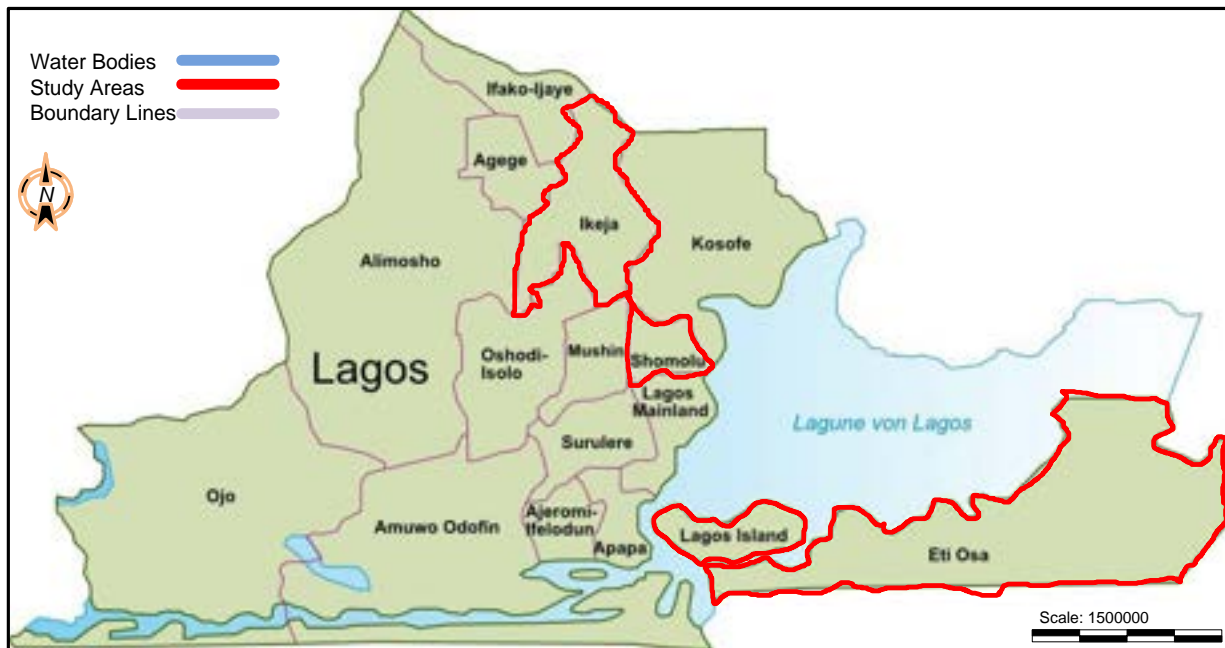 Water Bodies
Study Areas
Boundary Lines
N
Ifako-Ijaye
Agege
Ikeja
Kosofe
Alimosho
Lagos
Oshodi-
Isolo
Mushin
Shomolu
Lagos
Mainland
Surulere
Lagune von Lagos
Ojo
Amuwo Odofin
Ajeromi-
Ifelodun
Apapa
Lagos Island
Eti Osa
Scale: 1500000